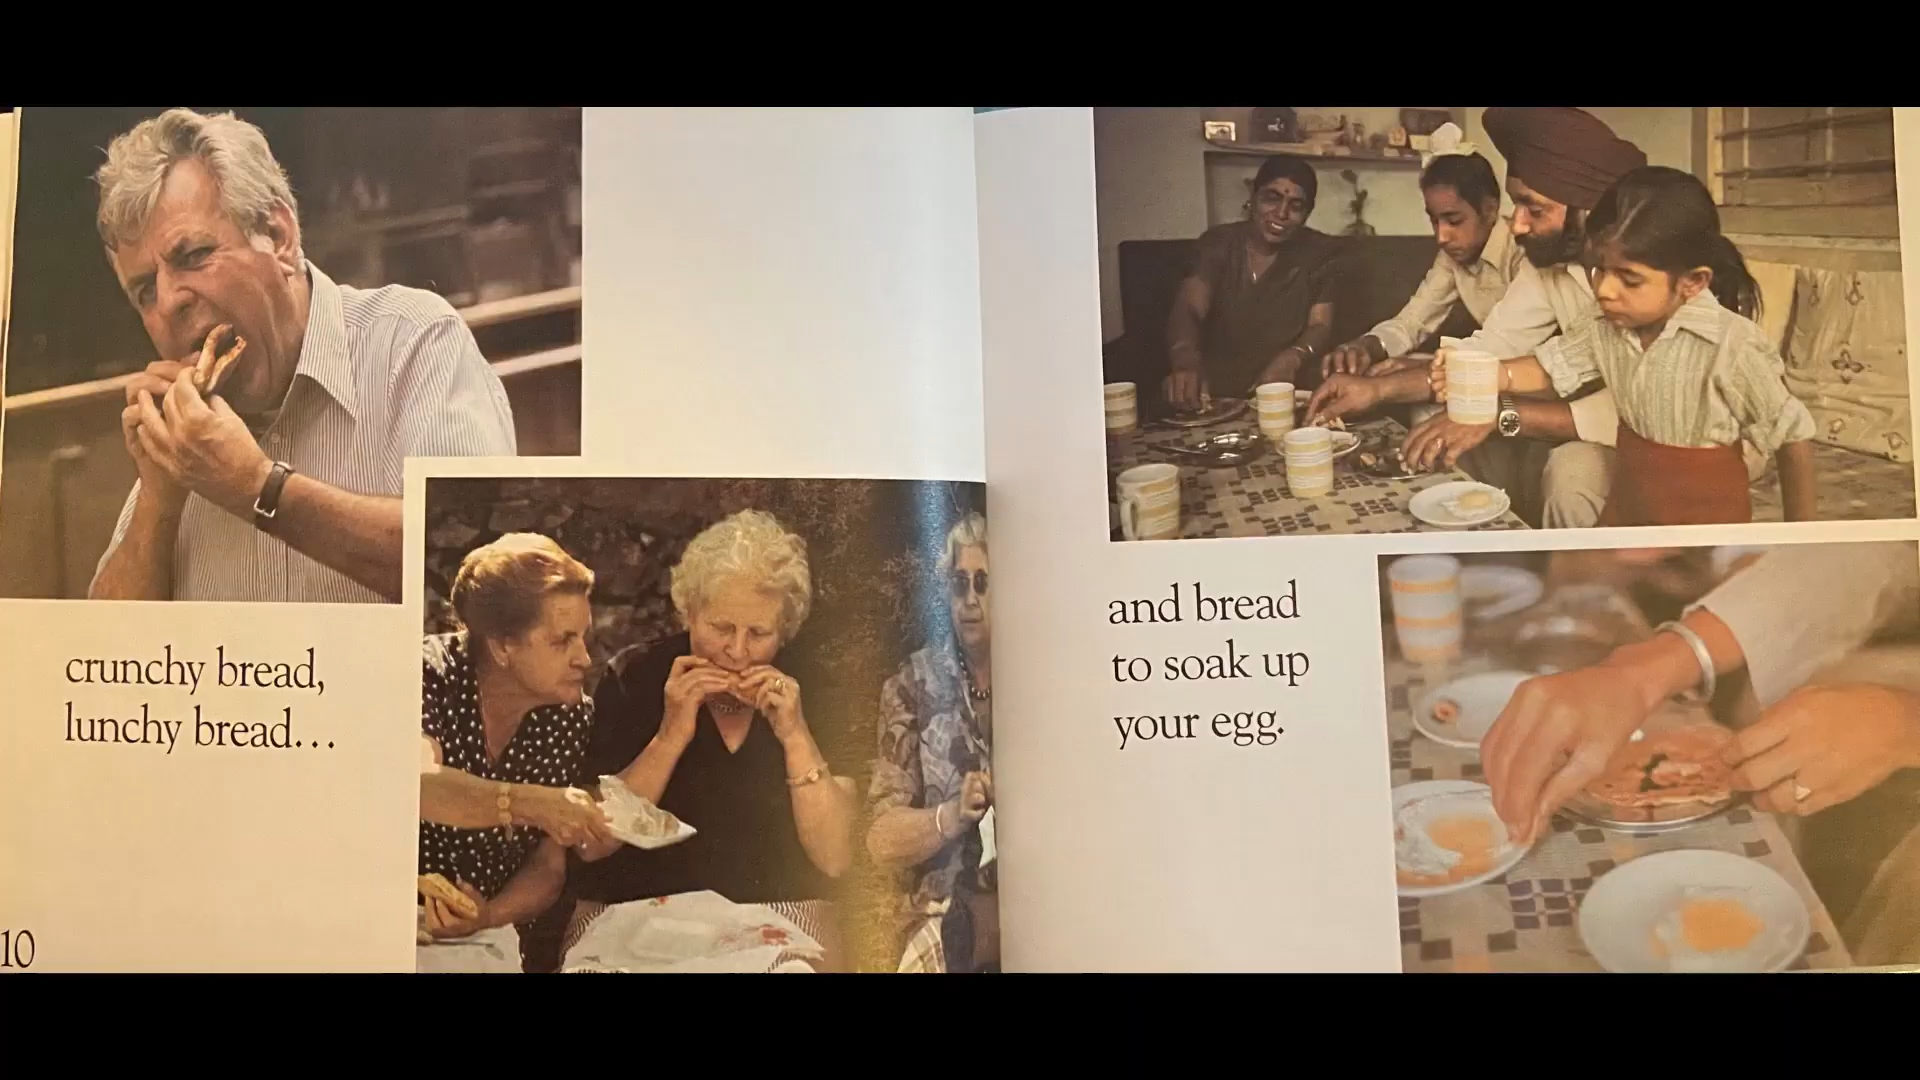 crunchy bread,
lunchy bread...
10
and bread
to soak up
your egg.